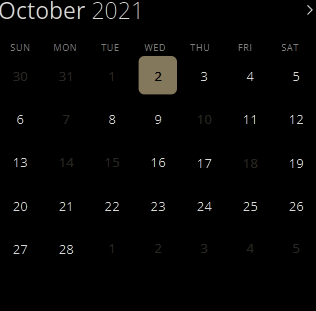 October 2021
SUN MON TUE WED THU FRI SAT
30 31 1 2 3 4 5
6 7 8 9 10 11 12
13 14 15 16 17 18 19
20 21 22 23 24 25 26
27 28 1 2 3 4 5